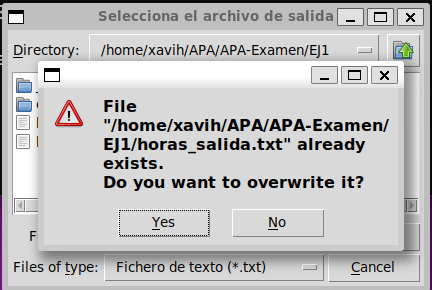 Selecciona el archivo de salida
Directory: /home/xavih/APA/APA-Examen/EJ1
File
"/home/xavih/APA/APA-Examen/
EJ1/horas_salida.txt" already
exists.
Do you want to overwrite it?
Yes No
Files of type: Fichero de texto (*.txt) Cancel